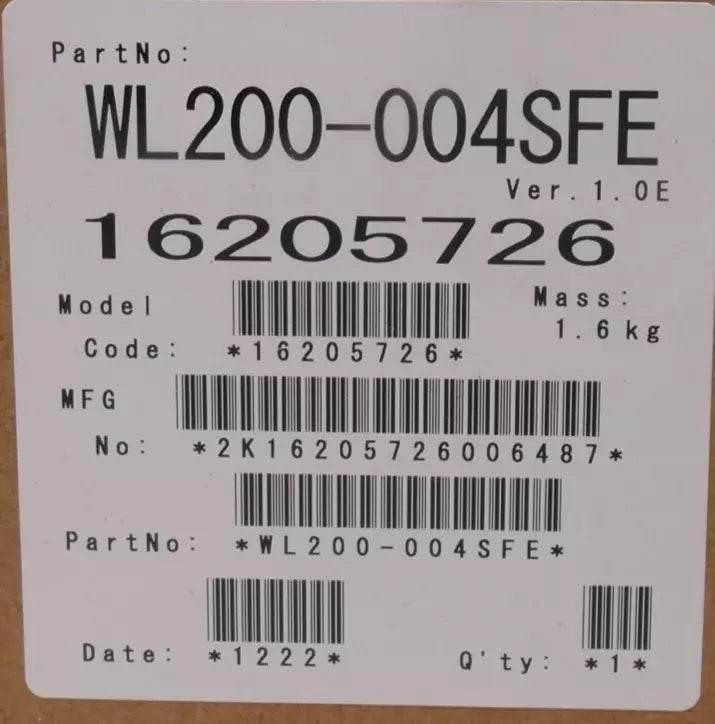 PartNo:
WL200-004SFE
Ver.1.0E
16205726
Model
Code: *16205726*
Mass:
1.6kg
MFG
No: *2K16205726006487*
PartNo: *WL200-004SFE*
Date: *1222* Q'ty: *1*